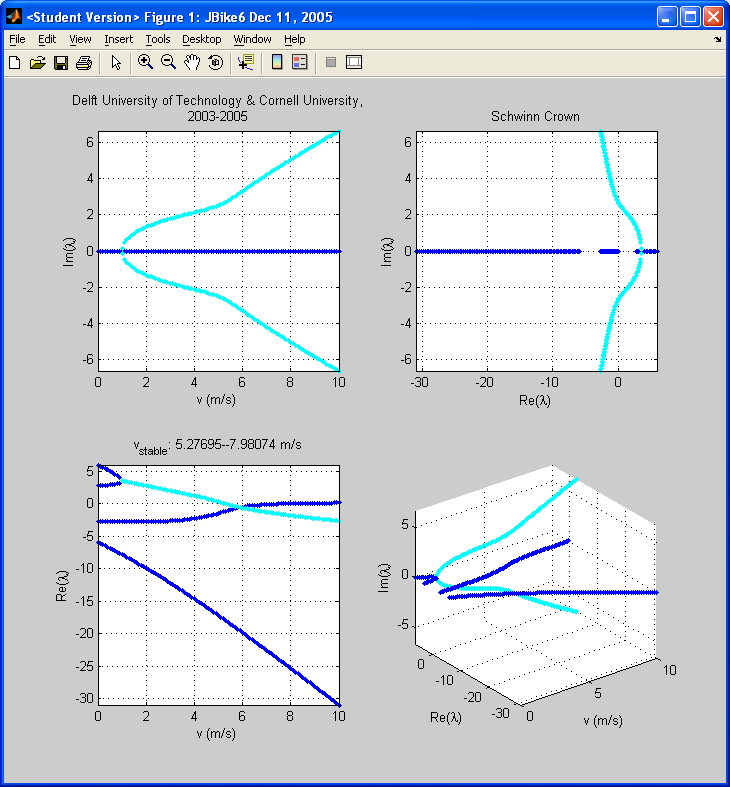 <Student Version> Figure 1: JBike6 Dec 11, 2005
File Edit View Insert Tools Desktop Window Help
Delft University of Technology & Cornell University,
2003-2005
6
4
2
0
-2
-4
-6
Im(λ)
0 2 4 6 8 10
v (m/s)
Schwinn Crown
6
4
2
0
-2
-4
-6
Im(λ)
-30 -20 -10 0
Re(λ)
vstable: 5.27695--7.98074 m/s
5
0
-5
-10
-15
-20
-25
-30
Re(λ)
0 2 4 6 8 10
v (m/s)
5
0
-5
Im(λ)
0
-10
-20
-30
Re(λ)
0
5
10
v (m/s)